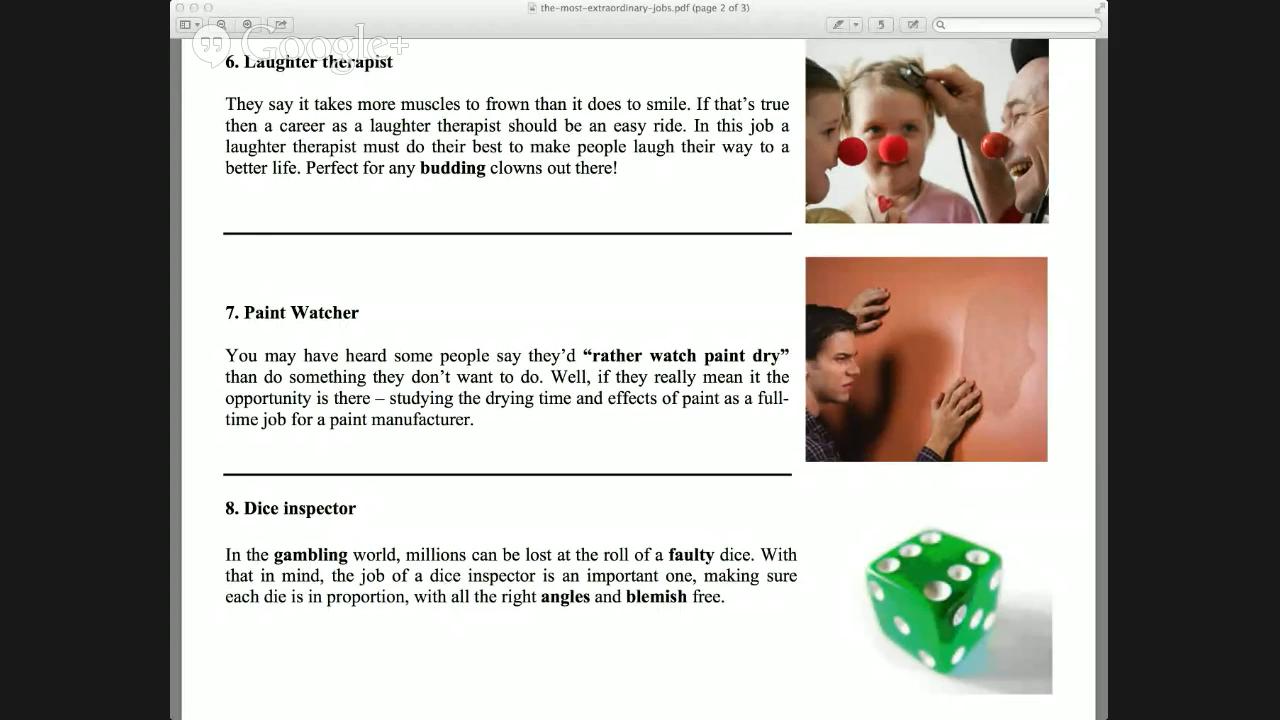 the-most-extraordinary-jobs.pdf (page 2 of 3)
Google+
6. Laughter therapist
They say it takes more muscles to frown than it does to smile. If that's true
then a career as a laughter therapist should be an easy ride. In this job a
laughter therapist must do their best to make people laugh their way to a
better life. Perfect for any budding clowns out there!
7. Paint Watcher
You may have heard some people say they'd “rather watch paint dry”
than do something they don't want to do. Well, if they really mean it the
opportunity is there – studying the drying time and effects of paint as a full-
time job for a paint manufacturer.
8. Dice inspector
In the gambling world, millions can be lost at the roll of a faulty dice. With
that in mind, the job of a dice inspector is an important one, making sure
each die is in proportion, with all the right angles and blemish free.